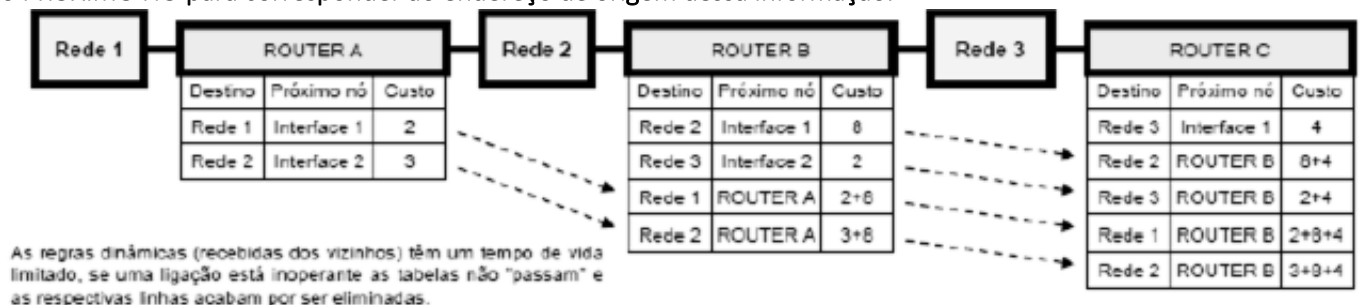 Rede 1 ROUTER A Rede 2 ROUTER B Rede 3 ROUTER C
Destino Próximo nó Custo Destino Próximo nó Custo Destino Próximo nó Custo
Rede 1 Interface 1 2 Rede 2 Interface 1 8 Rede 3 Interface 1 4
Rede 2 Interface 2 3 Rede 3 Interface 2 2 Rede 2 ROUTER B 8+4
Rede 1 ROUTER A 2+8 Rede 3 ROUTER B 2+4
Rede 2 ROUTER A 3+8 Rede 1 ROUTER B 2+8+4
Rede 2 ROUTER B 3+8+4
As regras dinâmicas (recebidas dos vizinhos) têm um tempo de vida
limitado, se uma ligação está inoperante as tabelas não "passam" e
as respectivas linhas acabam por ser eliminadas.